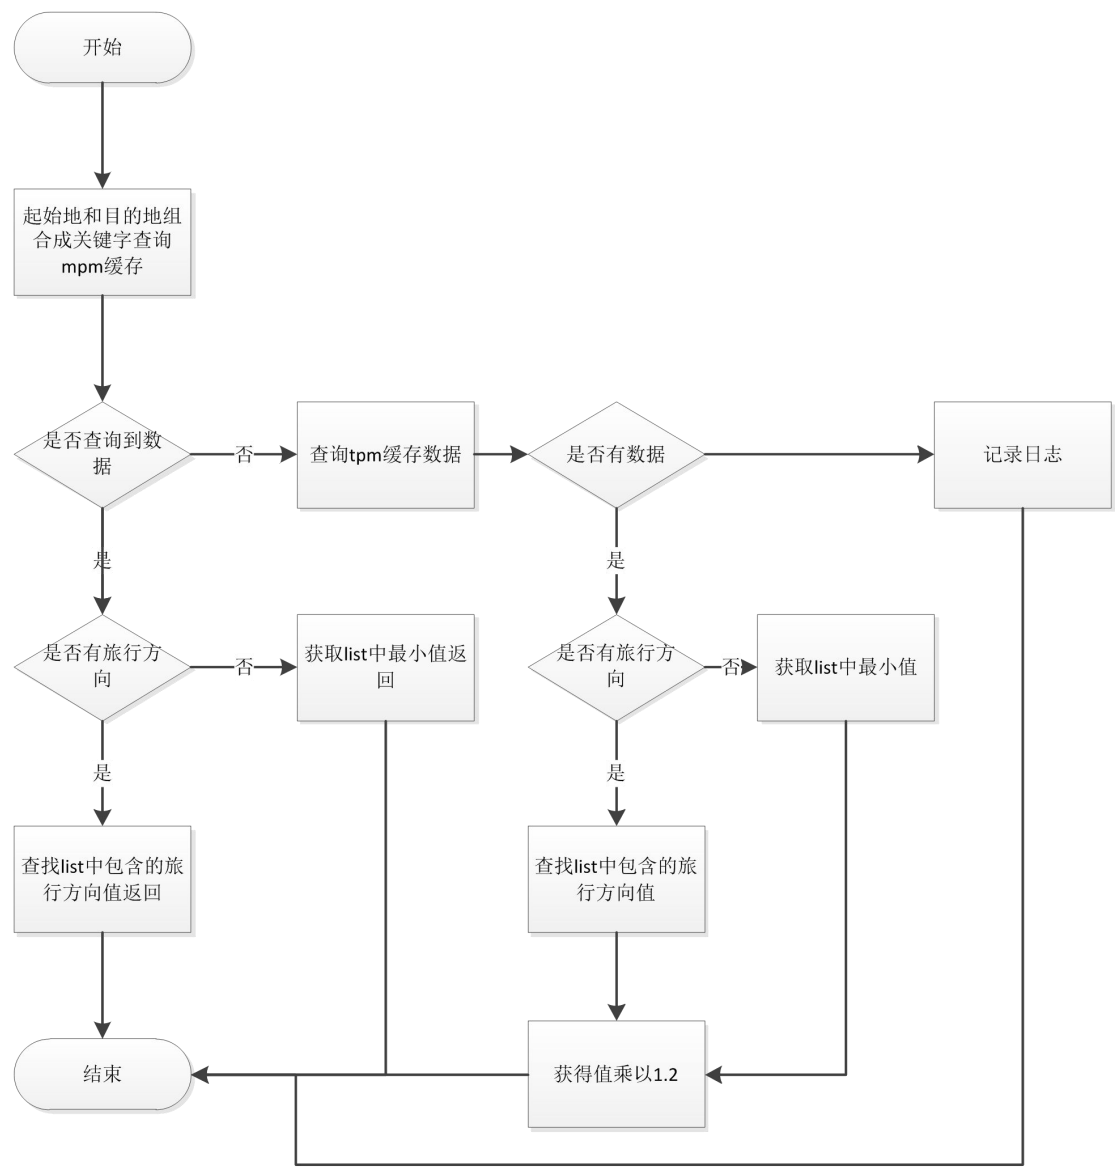 开始
起始地和目的地组
合成关键字查询
mpm缓存
是否查询到数
据
否
查询tpm缓存数据
是否有数据
记录日志
是
是
是否有旅行方
向
否
获取list中最小值返
回
是否有旅行方
向
否
获取list中最小值
是
是
查找list中包含的旅
行方向值返回
查找list中包含的旅
行方向值
结束
获得值乘以1.2